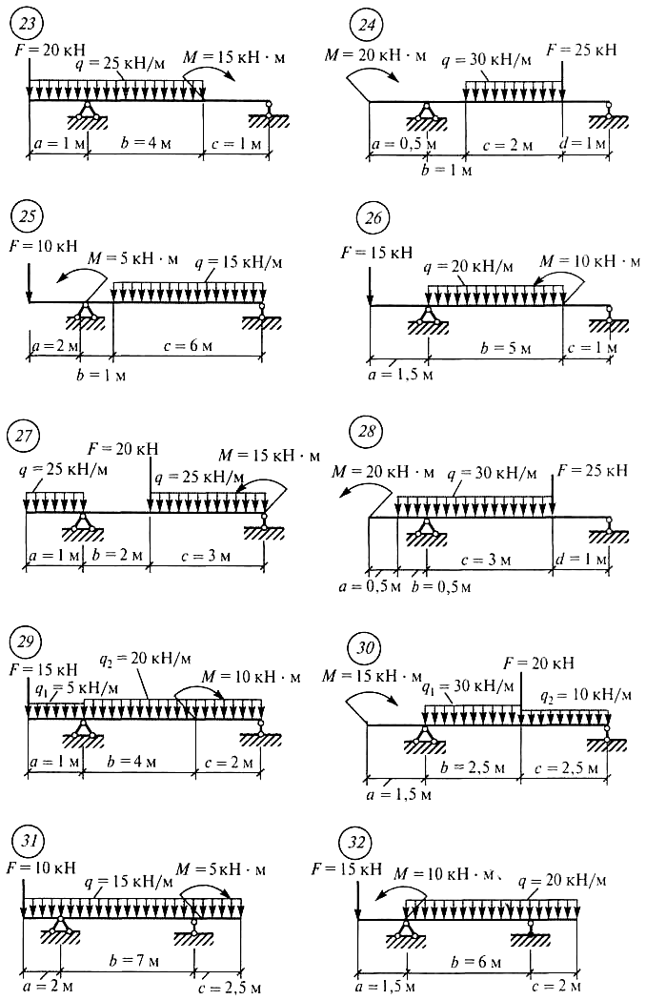 23
F = 20 кН
q = 25 кН/м
M = 15 кН · м
a = 1 м
b = 4 м
c = 1 м
24
M = 20 кН · м
q = 30 кН/м
F = 25 кН
a = 0,5 м
b = 1 м
c = 2 м
d = 1 м
25
F = 10 кН
M = 5 кН · м
q = 15 кН/м
a = 2 м
b = 1 м
c = 6 м
26
F = 15 кН
q = 20 кН/м
M = 10 кН · м
a = 1,5 м
b = 5 м
c = 1 м
27
q = 25 кН/м
F = 20 кН
q = 25 кН/м
M = 15 кН · м
a = 1 м
b = 2 м
c = 3 м
28
M = 20 кН · м
q = 30 кН/м
F = 25 кН
a = 0,5 м
b = 0,5 м
c = 3 м
d = 1 м
29
F = 15 кН
q1 = 5 кН/м
q2 = 20 кН/м
M = 10 кН · м
a = 1 м
b = 4 м
c = 2 м
30
M = 15 кН · м
q1 = 30 кН/м
F = 20 кН
q2 = 10 кН/м
a = 1,5 м
b = 2,5 м
c = 2,5 м
31
F = 10 кН
q = 15 кН/м
M = 5 кН · м
a = 2 м
b = 7 м
c = 2,5 м
32
F = 15 кН
M = 10 кН · м
q = 20 кН/м
a = 1,5 м
b = 6 м
c = 2 м